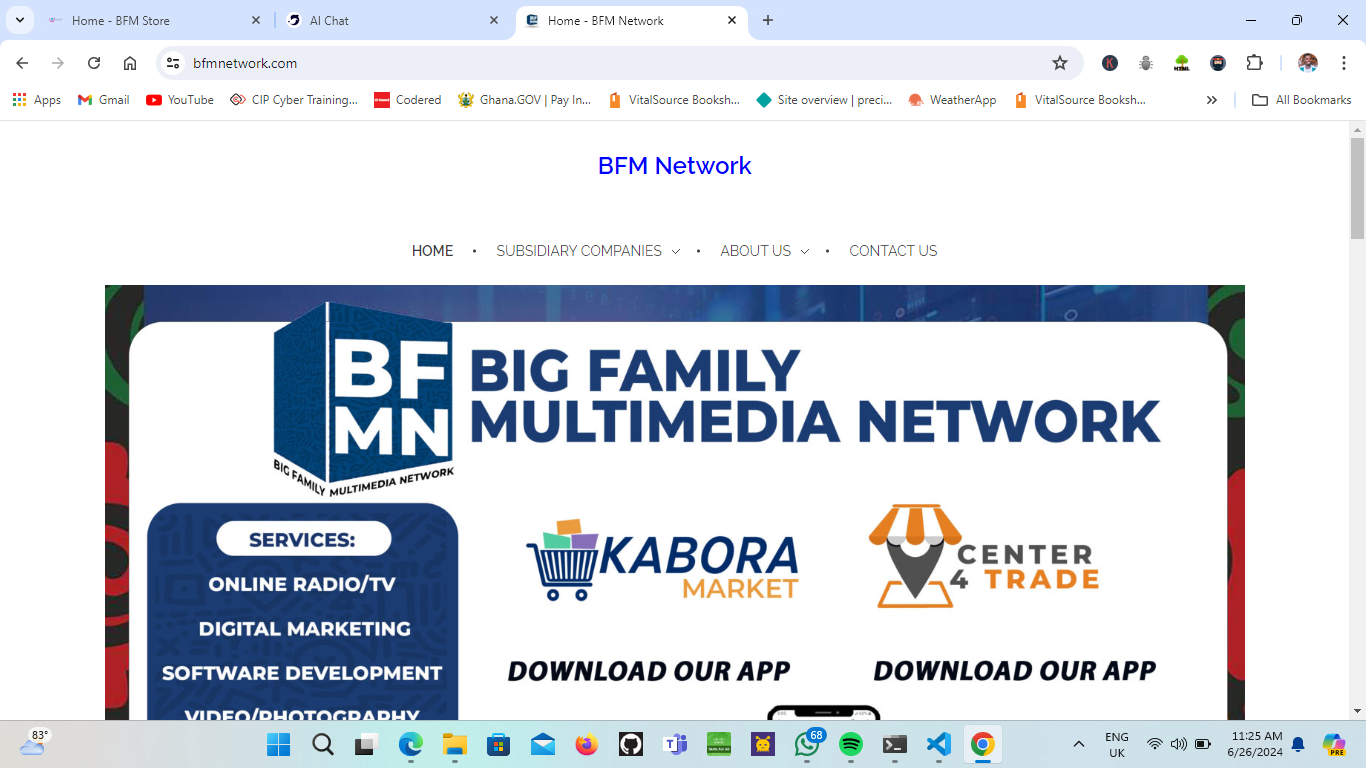 Home - BFM Store
AI Chat
Home - BFM Network
bfmnetwork.com
K
HTML
Apps
Gmail
YouTube
CIP Cyber Training...
Codered
Ghana.GOV | Pay In...
VitalSource Booksh...
Site overview | preci...
WeatherApp
VitalSource Booksh...
All Bookmarks
BFM Network
HOME • SUBSIDIARY COMPANIES • ABOUT US • CONTACT US
BF
MN
BIG FAMILY MULTIMEDIA NETWORK
BIG FAMILY
MULTIMEDIA NETWORK
SERVICES:
ONLINE RADIO/TV
DIGITAL MARKETING
SOFTWARE DEVELOPMENT
VIDEO/PHOTOGRAPHY
KABORA
MARKET
CENTER
4 TRADE
DOWNLOAD OUR APP
DOWNLOAD OUR APP
83°
68
ENG
UK
11:25 AM
6/26/2024
PRE